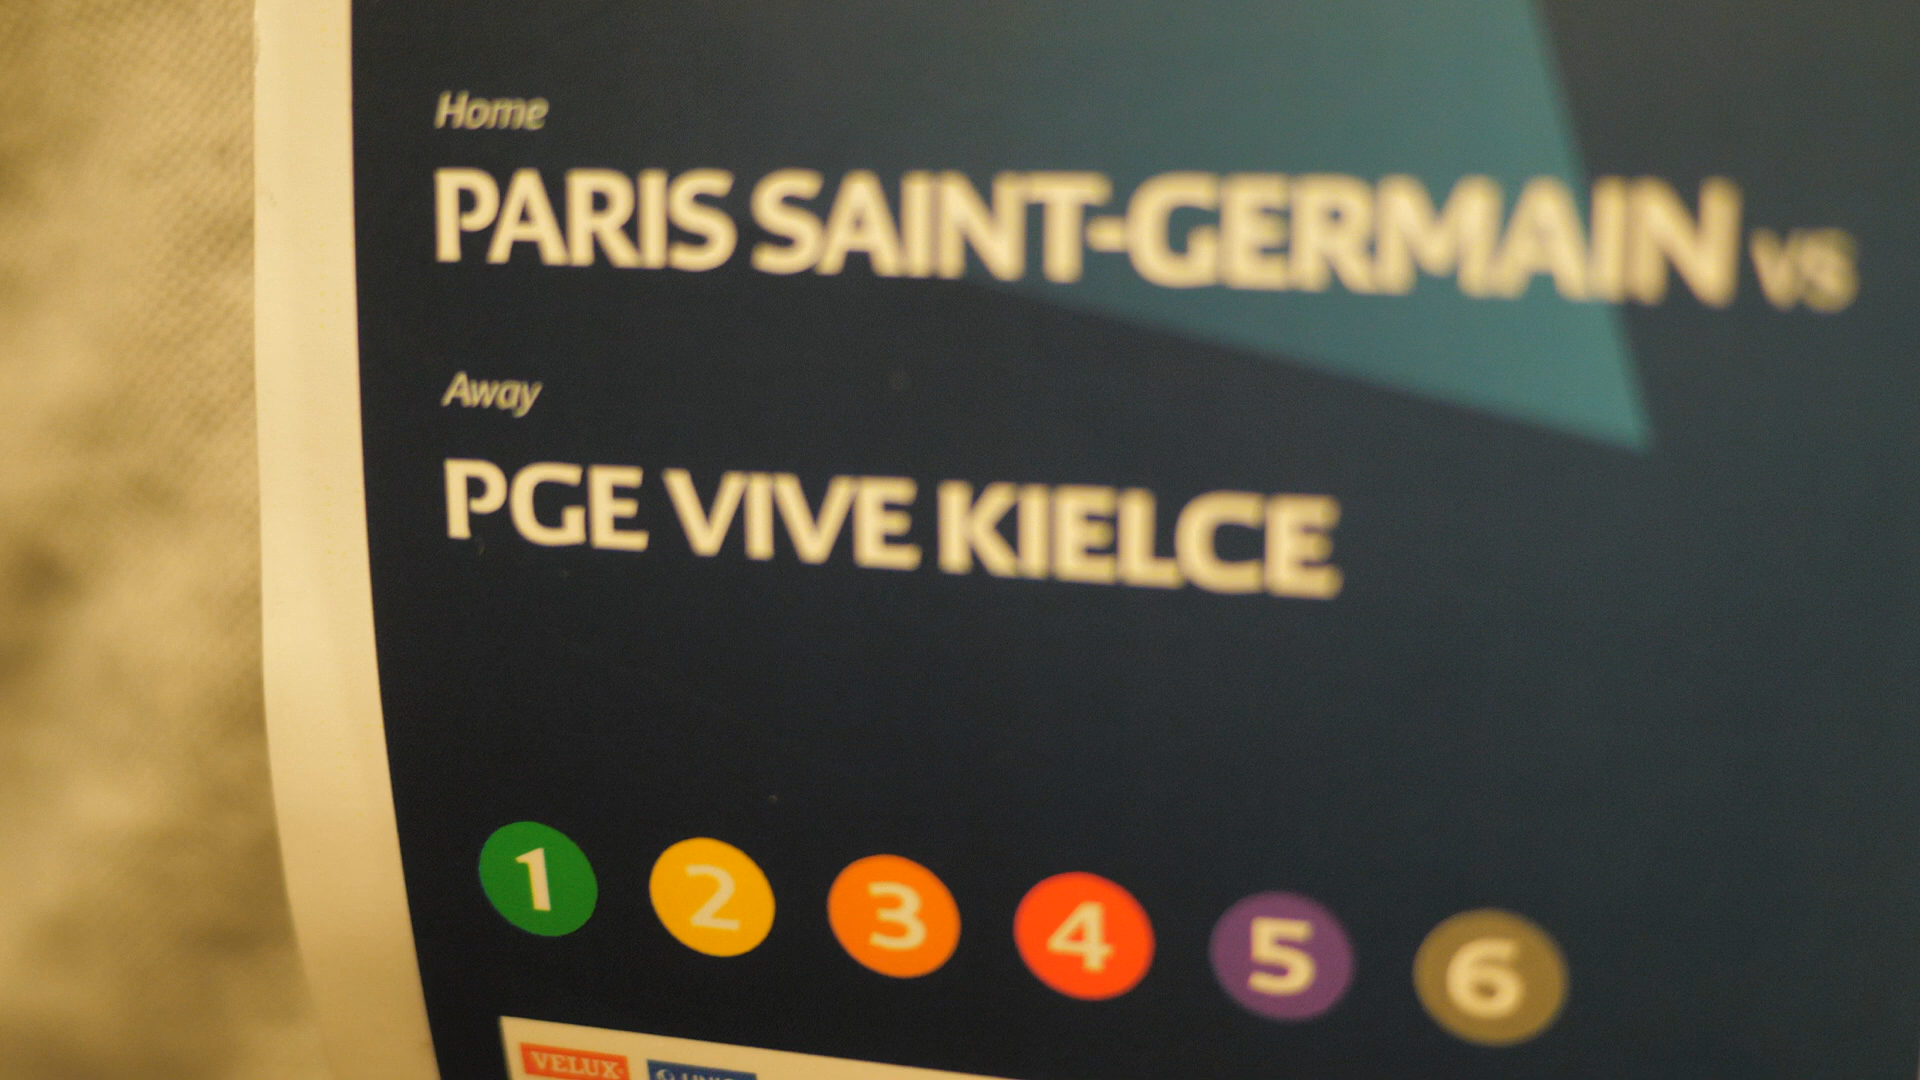 Home
PARIS SAINT-GERMAIN VS
Away
PGE VIVE KIELCE
1 2 3 4 5 6
VELUX